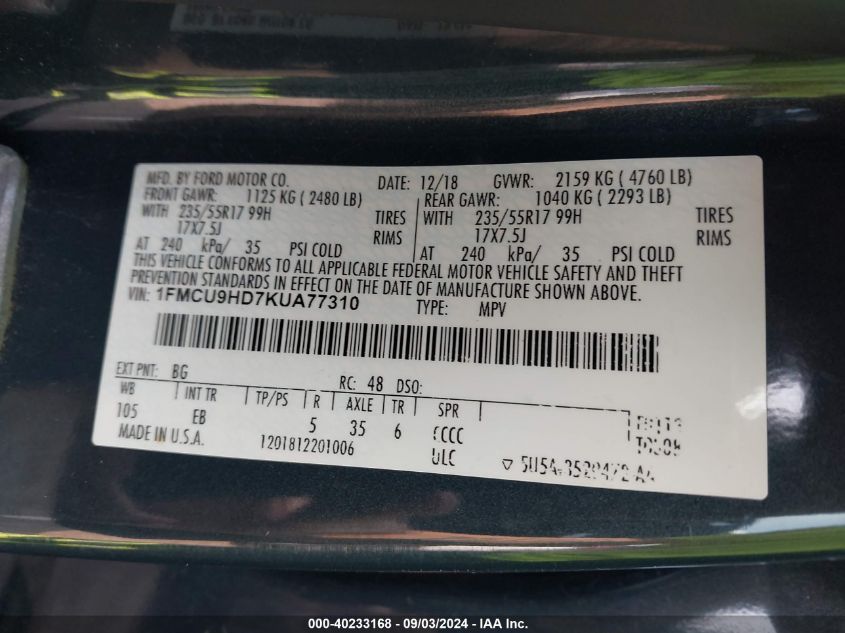 MFD. BY FORD MOTOR CO. DATE: 12/18 GVWR: 2159 KG ( 4760 LB)
FRONT GAWR: 1125 KG ( 2480 LB) REAR GAWR: 1040 KG ( 2293 LB)
WITH 235/55R17 99H TIRES WITH 235/55R17 99H TIRES
17X7.5J RIMS 17X7.5J RIMS
AT 240 kPa/ 35 PSI COLD AT 240 kPa/ 35 PSI COLD
THIS VEHICLE CONFORMS TO ALL APPLICABLE FEDERAL MOTOR VEHICLE SAFETY AND THEFT
PREVENTION STANDARDS IN EFFECT ON THE DATE OF MANUFACTURE SHOWN ABOVE.
VIN: 1FMCU9HD7KUA77310 TYPE: MPV
EXT PNT: BG RC: 48 DSO:
WB INT TR TP/PS R AXLE TR SPR
105 EB 5 35 6 CCC
MADE IN U.S.A. 1201812201006
000-40233168 - 09/03/2024 - IAA Inc.